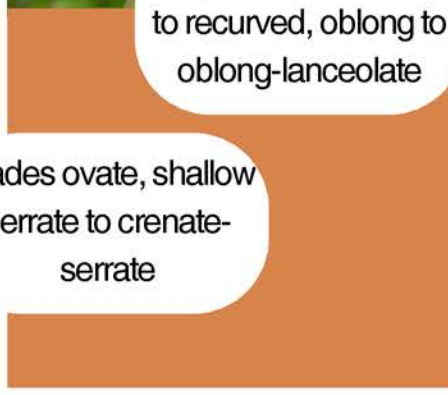 to recurved, oblong to
oblong-lanceolate
ades ovate, shallow
errate to crenate-
serrate